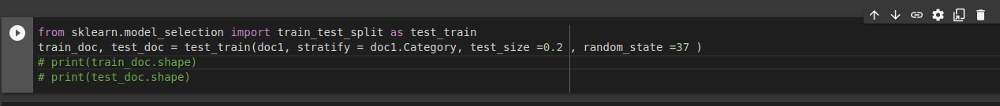 from sklearn.model_selection import train_test_split as test_train
train_doc, test_doc = test_train(doc1, stratify = doc1.Category, test_size =0.2 , random_state =37 )
# print(train_doc.shape)
# print(test_doc.shape)